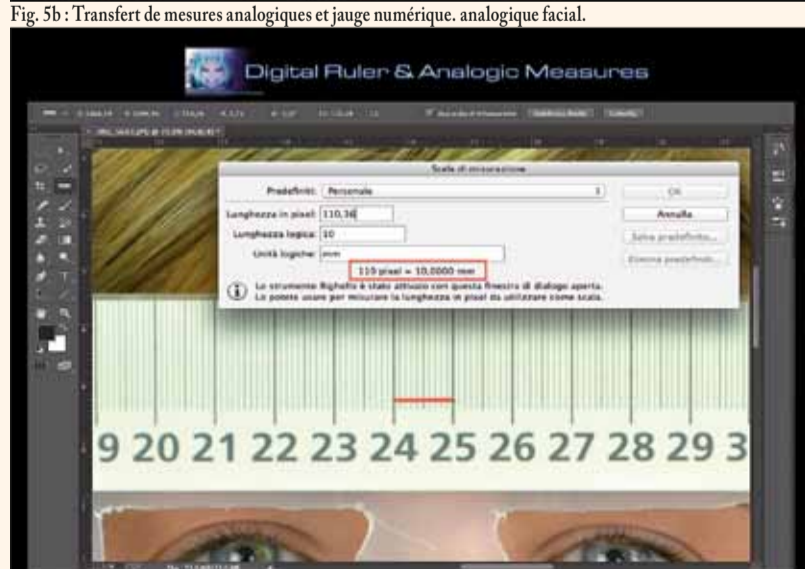 Fig. 5b : Transfert de mesures analogiques et jauge numérique. analogique facial.
Digital Ruler & Analogic Measures
Scala di misurazione
Predefiniti: Personale
OK
Lunghezza in pixel: 110,36
Annulla
Lunghezza logica: 10
Salva predefinito...
Unità logiche: mm
Elimina predefiniti...
110 pixel = 10,0000 mm
Lo strumento Righello è stato attivato con questa finestra di dialogo aperta.
Lo potete usare per misurare la lunghezza in pixel da utilizzare come scala.
9 20 21 22 23 24 25 26 27 28 29 3